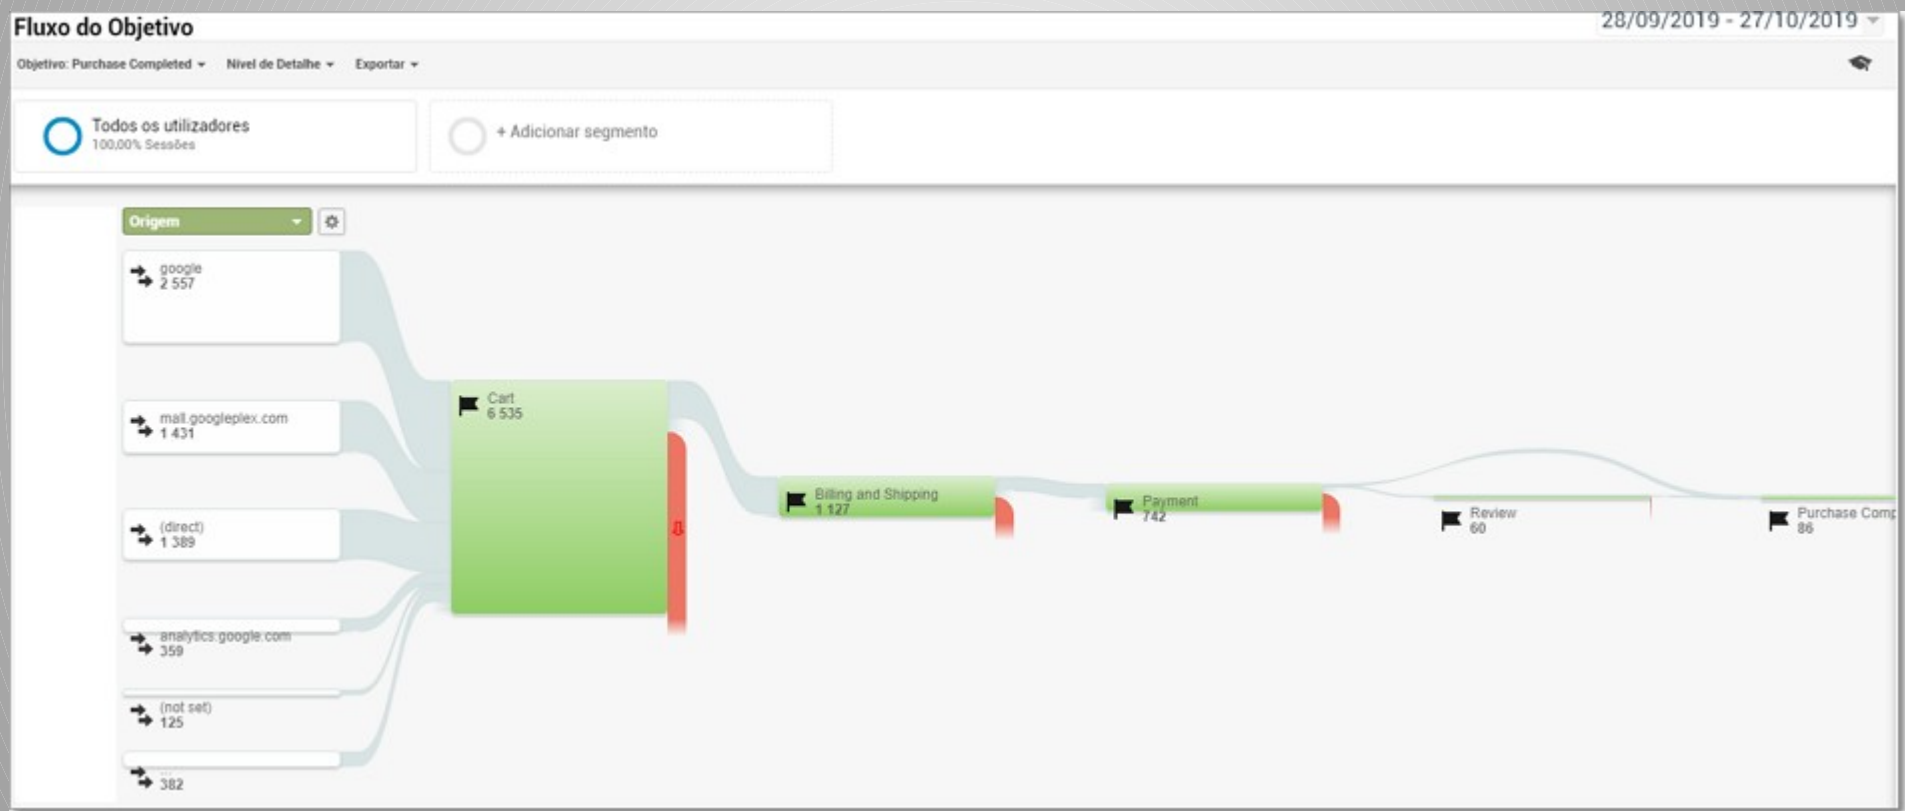 Fluxo do Objetivo
28/09/2019 - 27/10/2019
Objetivo: Purchase Completed
Nível de Detalhe
Exportar
Todos os utilizadores
100,00% Sessões
+ Adicionar segmento
Origem
google
2 557
mall.googleplex.com
1 431
(direct)
1 389
analytics.google.com
359
(not set)
125
...
382
Cart
6 535
Billing and Shipping
1 127
Payment
742
Review
60
Purchase Comp
86